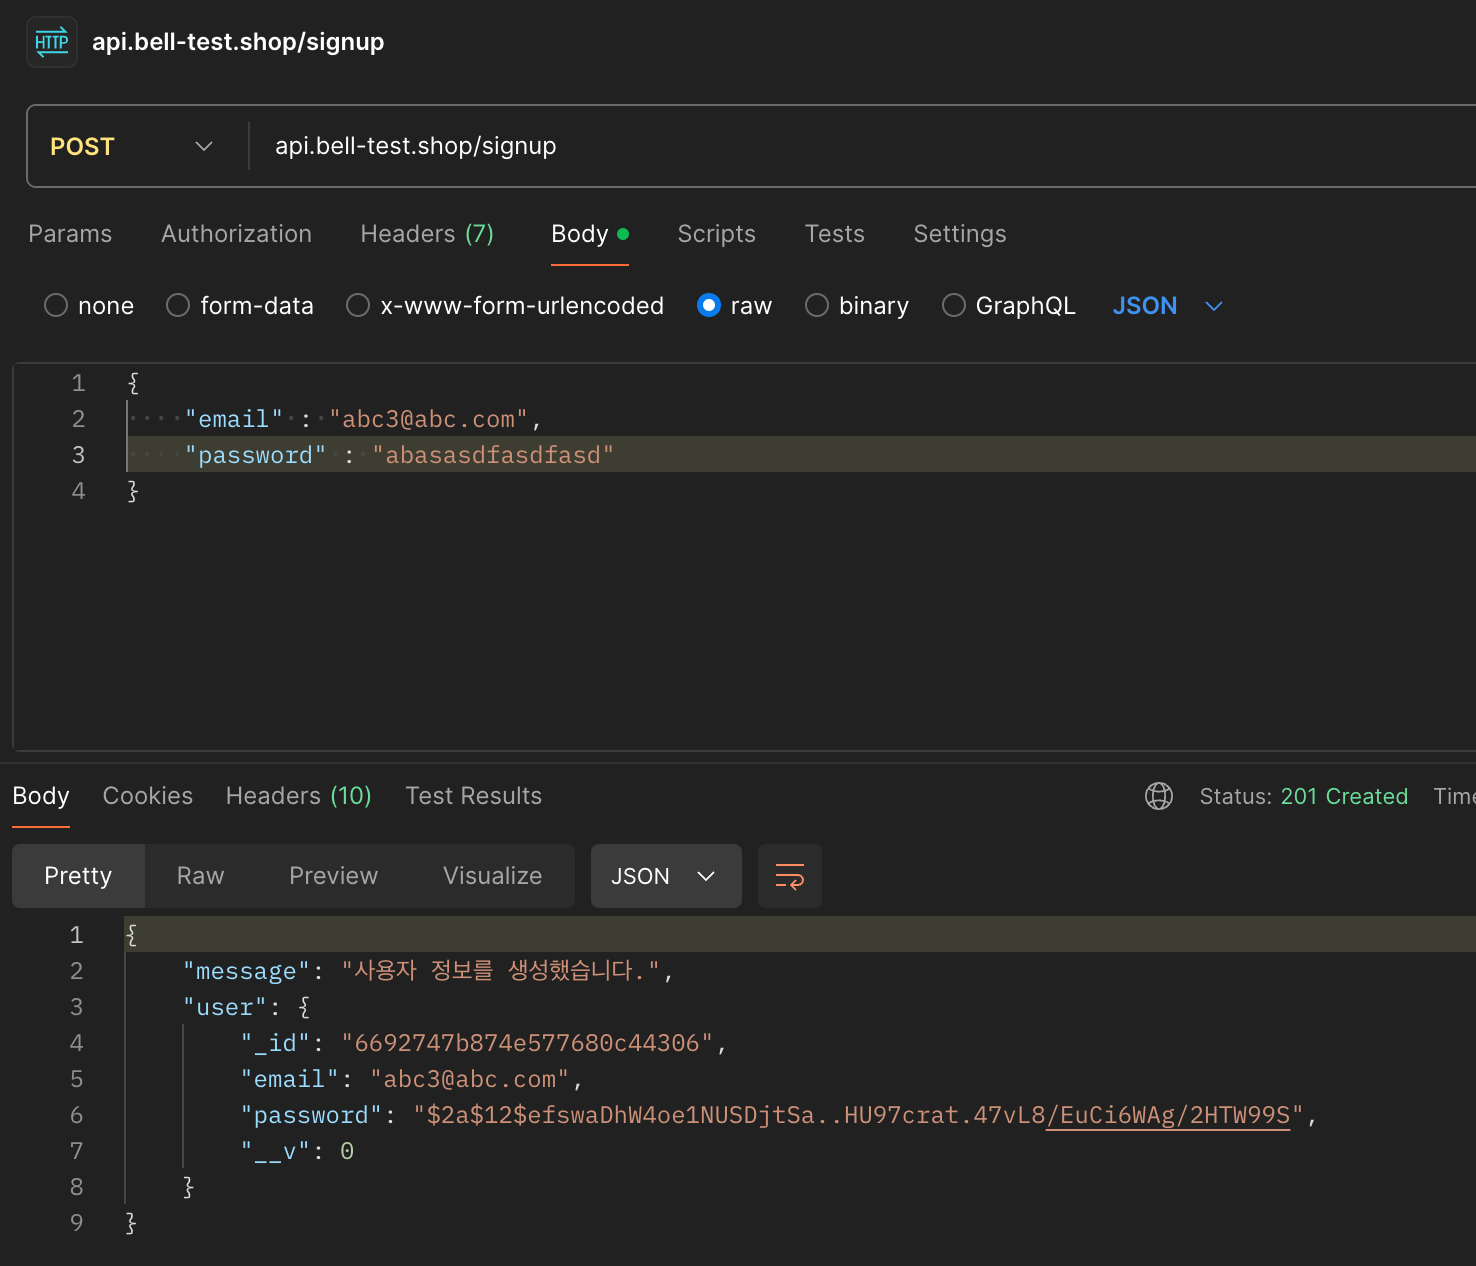 HTTP
api.bell-test.shop/signup
POST
api.bell-test.shop/signup
Params Authorization Headers (7) Body Scripts Tests Settings
none form-data x-www-form-urlencoded raw binary GraphQL JSON
1 {
2 "email" : "abc3@abc.com",
3 "password" : "abasasdfasdfasd"
4 }
Body Cookies Headers (10) Test Results Status: 201 Created Time
Pretty Raw Preview Visualize JSON
1 {
2 "message": "사용자 정보를 생성했습니다.",
3 "user": {
4 "_id": "6692747b874e577680c44306",
5 "email": "abc3@abc.com",
6 "password": "$2a$12$efswaDhW4oe1NUSDjtSa..HU97crat.47vL8/EuCi6WAg/2HTW99S",
7 "__v": 0
8 }
9 }